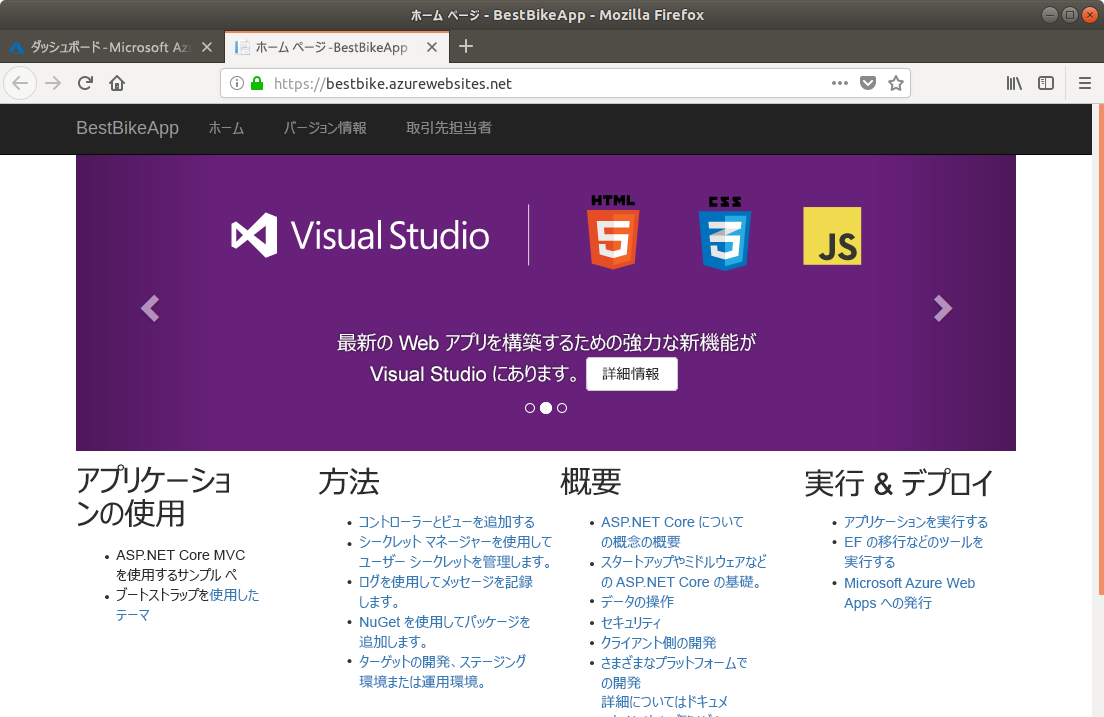 ホーム ページ - BestBikeApp - Mozilla Firefox
ダッシュボード - Microsoft Az
ホーム ページ -BestBikeApp
https://bestbike.azurewebsites.net
BestBikeApp ホーム バージョン情報 取引先担当者
Visual Studio
HTML
5
CSS
3
JS
最新の Web アプリを構築するための強力な新機能が
Visual Studio にあります。 詳細情報
アプリケーショ
ンの使用
ASP.NET Core MVC
を使用するサンプル ペ
ブートストラップを使用した
テーマ
方法
コントローラーとビューを追加する
シークレット マネージャーを使用して
ユーザー シークレットを管理します。
ログを使用してメッセージを記録
します。
NuGet を使用してパッケージを
追加します。
ターゲットの開発、ステージング
環境または運用環境。
概要
ASP.NET Core について
の概念の概要
スタートアップやミドルウェアなど
の ASP.NET Core の基礎。
データの操作
セキュリティ
クライアント側の開発
さまざまなプラットフォームで
の開発
詳細についてはドキュメ
実行 & デプロイ
アプリケーションを実行する
EF の移行などのツールを
実行する
Microsoft Azure Web
Apps への発行